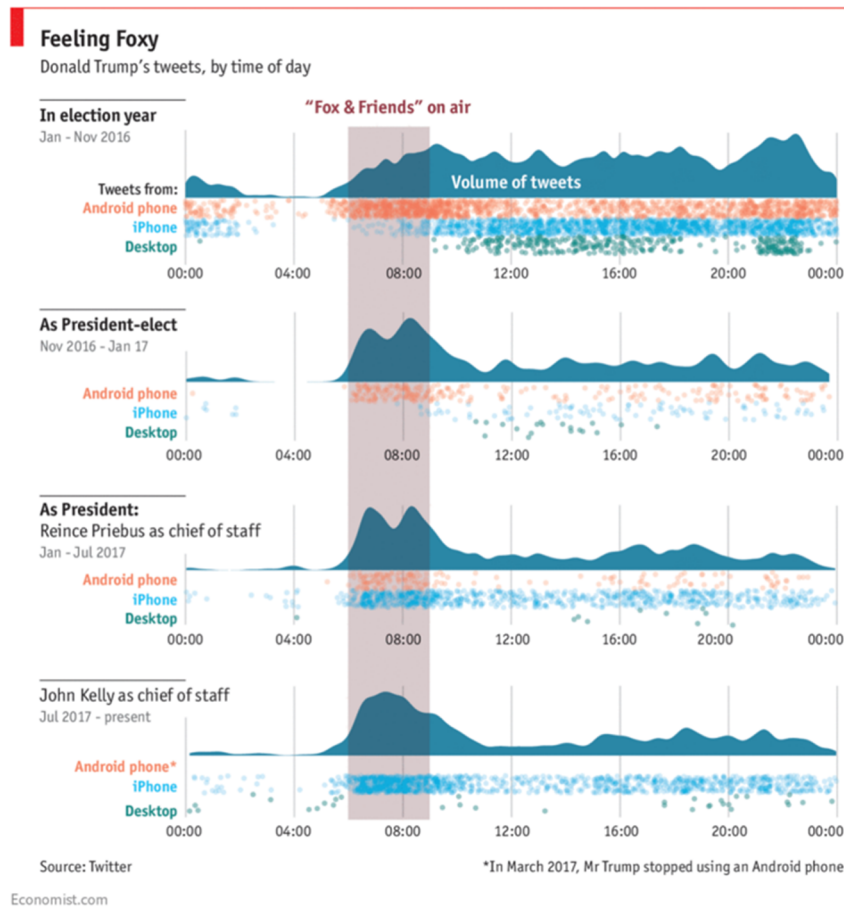 Feeling Foxy
Donald Trump's tweets, by time of day
"Fox & Friends" on air
In election year
Jan - Nov 2016
Volume of tweets
Tweets from:
Android phone
iPhone
Desktop
00:00 04:00 08:00 12:00 16:00 20:00 00:00
As President-elect
Nov 2016 - Jan 17
Android phone
iPhone
Desktop
00:00 04:00 08:00 12:00 16:00 20:00 00:00
As President:
Reince Priebus as chief of staff
Jan - Jul 2017
Android phone
iPhone
Desktop
00:00 04:00 08:00 12:00 16:00 20:00 00:00
John Kelly as chief of staff
Jul 2017 - present
Android phone*
iPhone
Desktop
00:00 04:00 08:00 12:00 16:00 20:00 00:00
Source: Twitter *In March 2017, Mr Trump stopped using an Android phone
Economist.com